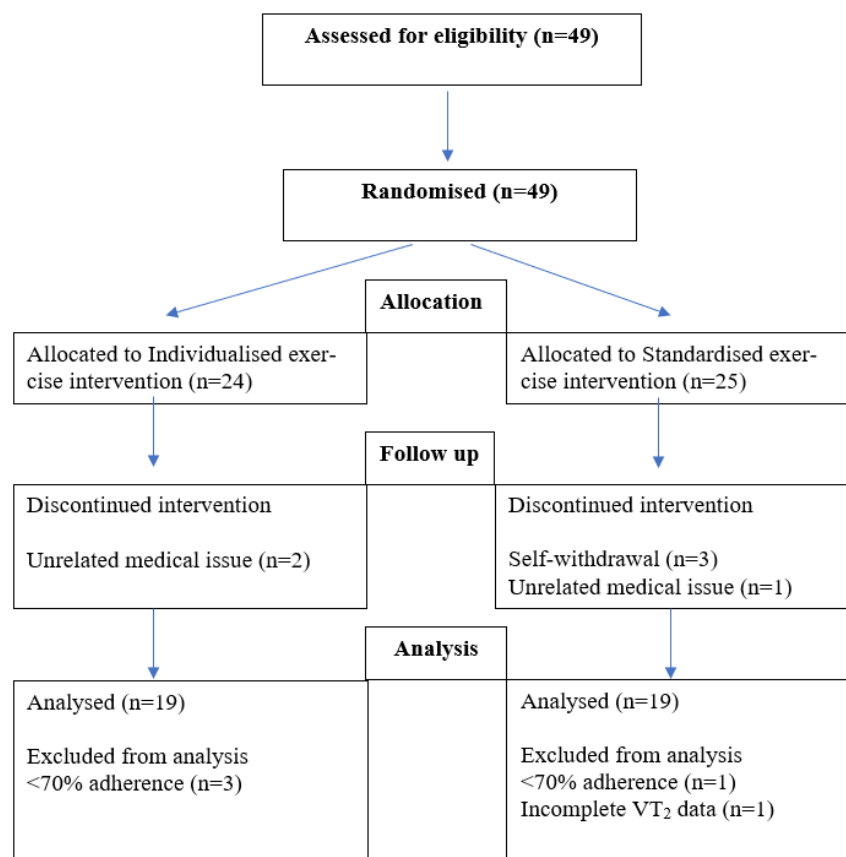 Assessed for eligibility (n=49)
Randomised (n=49)
Allocation
Allocated to Individualised exer-
cise intervention (n=24)
Allocated to Standardised exer-
cise intervention (n=25)
Follow up
Discontinued intervention
Unrelated medical issue (n=2)
Discontinued intervention
Self-withdrawal (n=3)
Unrelated medical issue (n=1)
Analysis
Analysed (n=19)
Excluded from analysis
<70% adherence (n=3)
Analysed (n=19)
Excluded from analysis
<70% adherence (n=1)
Incomplete VT₂ data (n=1)